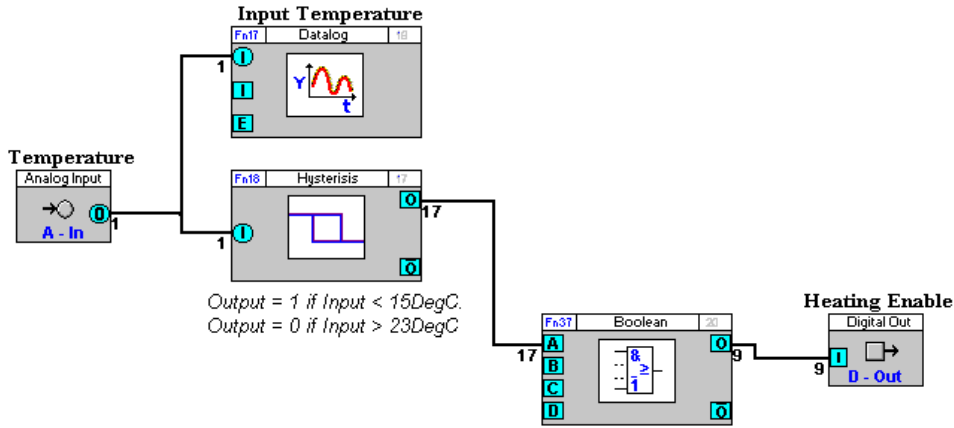 Input Temperature
Fn17 Datalog 18
1 I
Y
t
I
E
Temperature
Analog Input
O 1
A - In
Fn18 Hysterisis 17
O 17
1 I
O
Output = 1 if Input < 15DegC.
Output = 0 if Input > 23DegC
Fn37 Boolean 20
17 A
B
C
D
&
≥
1
O 9
O
Heating Enable
Digital Out
9 I
D - Out